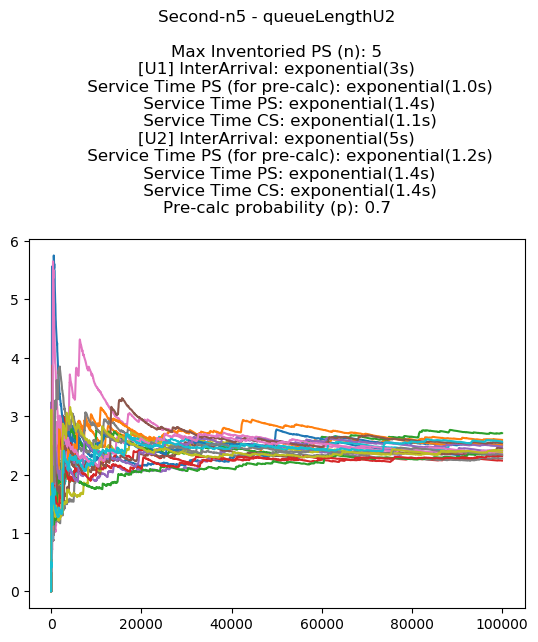 Second-n5 - queueLengthU2
Max Inventoried PS (n): 5
[U1] InterArrival: exponential(3s)
Service Time PS (for pre-calc): exponential(1.0s)
Service Time PS: exponential(1.4s)
Service Time CS: exponential(1.1s)
[U2] InterArrival: exponential(5s)
Service Time PS (for pre-calc): exponential(1.2s)
Service Time PS: exponential(1.4s)
Service Time CS: exponential(1.4s)
Pre-calc probability (p): 0.7
6
5
4
3
2
1
0
0 20000 40000 60000 80000 100000